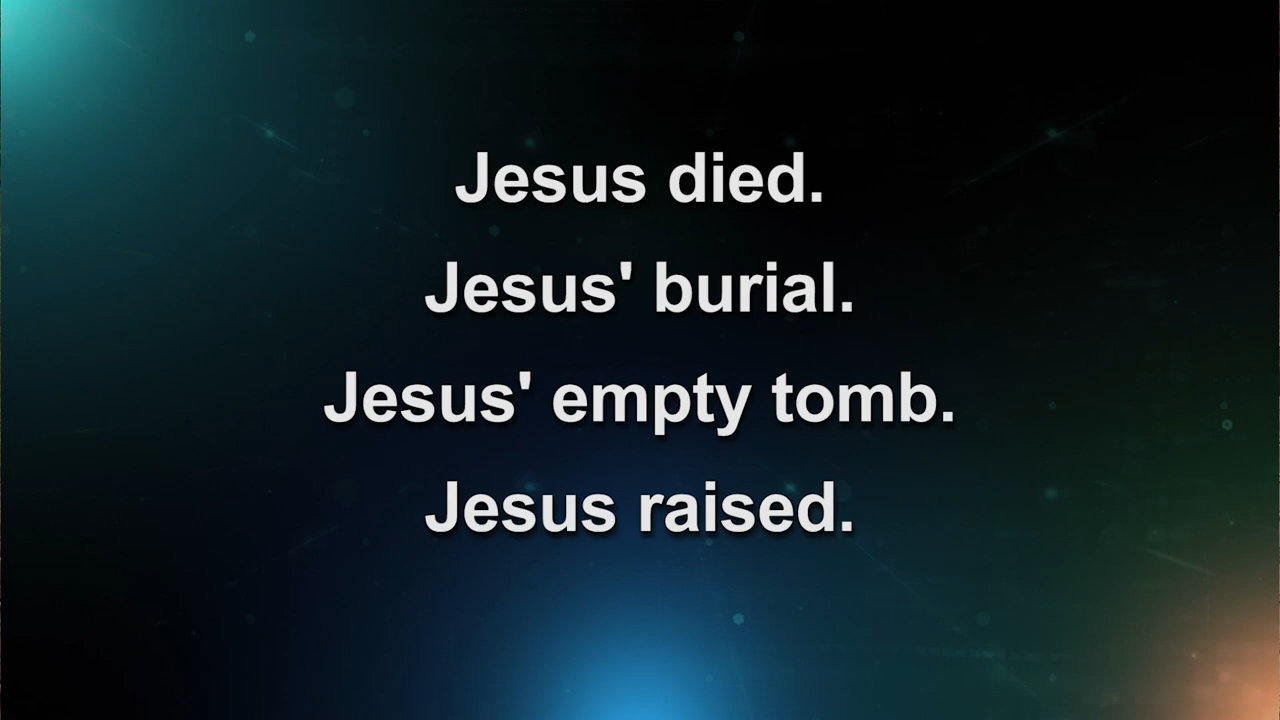 Jesus died.
Jesus' burial.
Jesus' empty tomb.
Jesus raised.